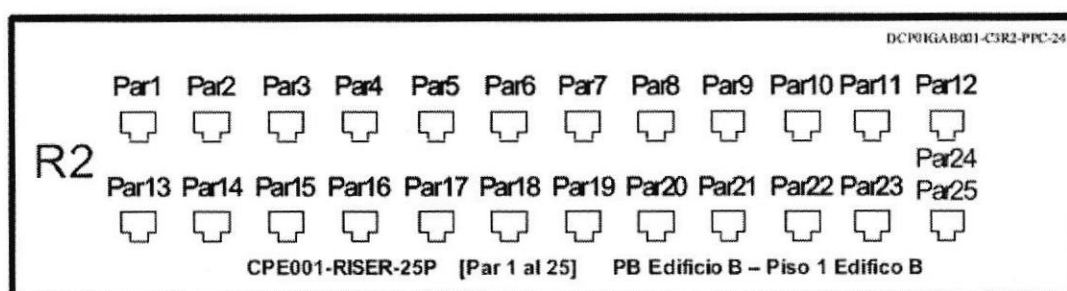 DCP01GAB001-C3R2-PPC-24
Par1 Par2 Par3 Par4 Par5 Par6 Par7 Par8 Par9 Par10 Par11 Par12
R2
Par13 Par14 Par15 Par16 Par17 Par18 Par19 Par20 Par21 Par22 Par23 Par24
Par25
CPE001-RISER-25P [Par 1 al 25] PB Edificio B – Piso 1 Edifico B